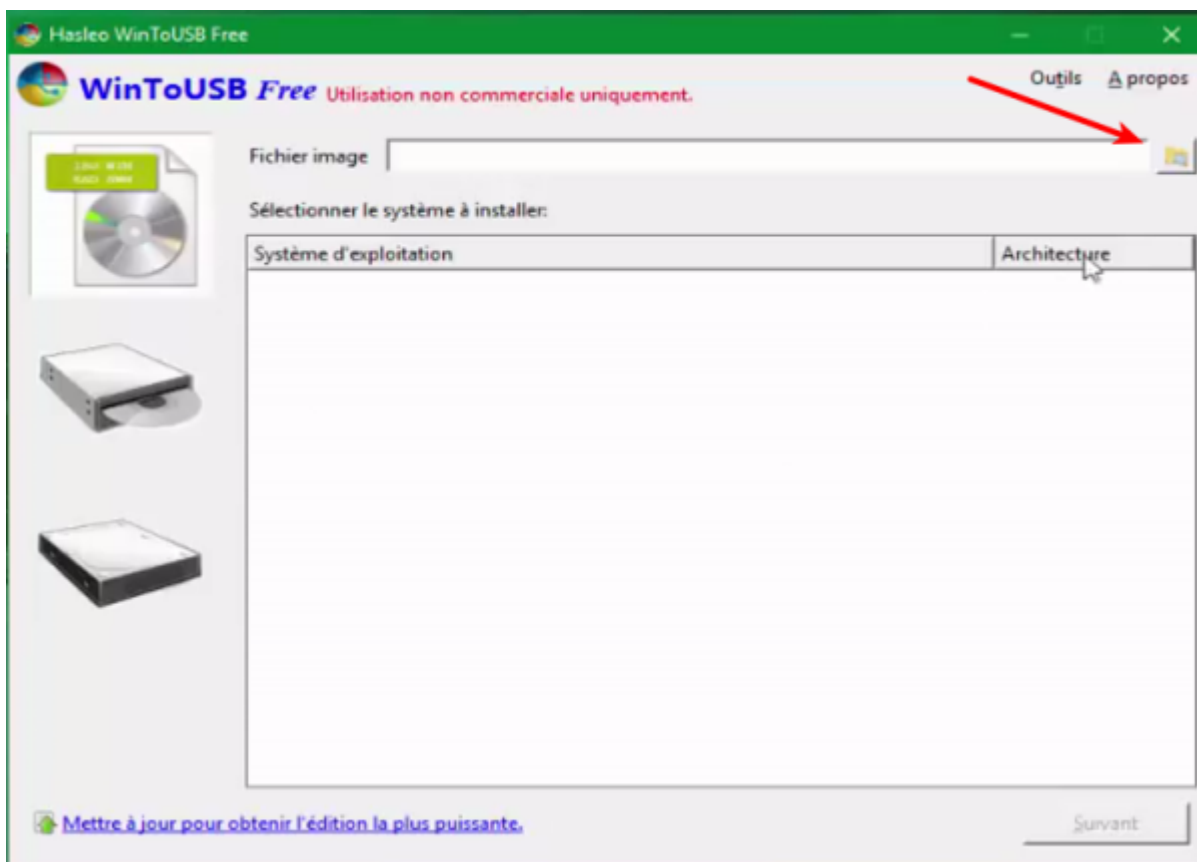 Hasleo WinToUSB Free
WinToUSB Free Utilisation non commerciale uniquement.
Outils A propos
Fichier image
Sélectionner le système à installer:
Système d'exploitation Architecture
Mettre à jour pour obtenir l'édition la plus puissante.
Suivant